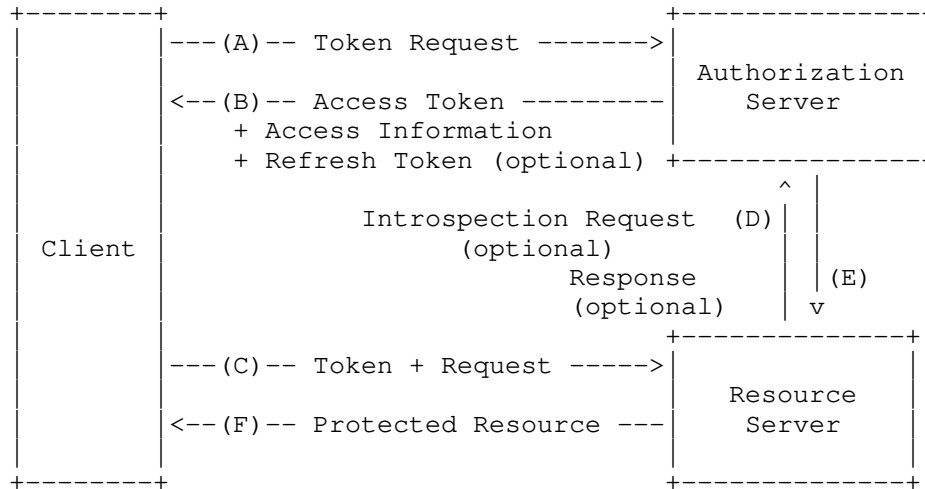 +--------+                               +---------------
|        |---(A)-- Token Request ------->|
|        |                               | Authorization
|        |<--(B)-- Access Token ---------|    Server
|        |    + Access Information       |
|        |    + Refresh Token (optional) +---------------
|        |                                      ^ |
|        |            Introspection Request  (D)| |
| Client |                   (optional)         | |
|        |                         Response     | |(E)
|        |                         (optional)   | v
|        |                               +--------------+
|        |---(C)-- Token + Request ----->|              |
|        |                               |   Resource   |
|        |<--(F)-- Protected Resource ---|    Server    |
|        |                               |              |
+--------+                               +--------------+